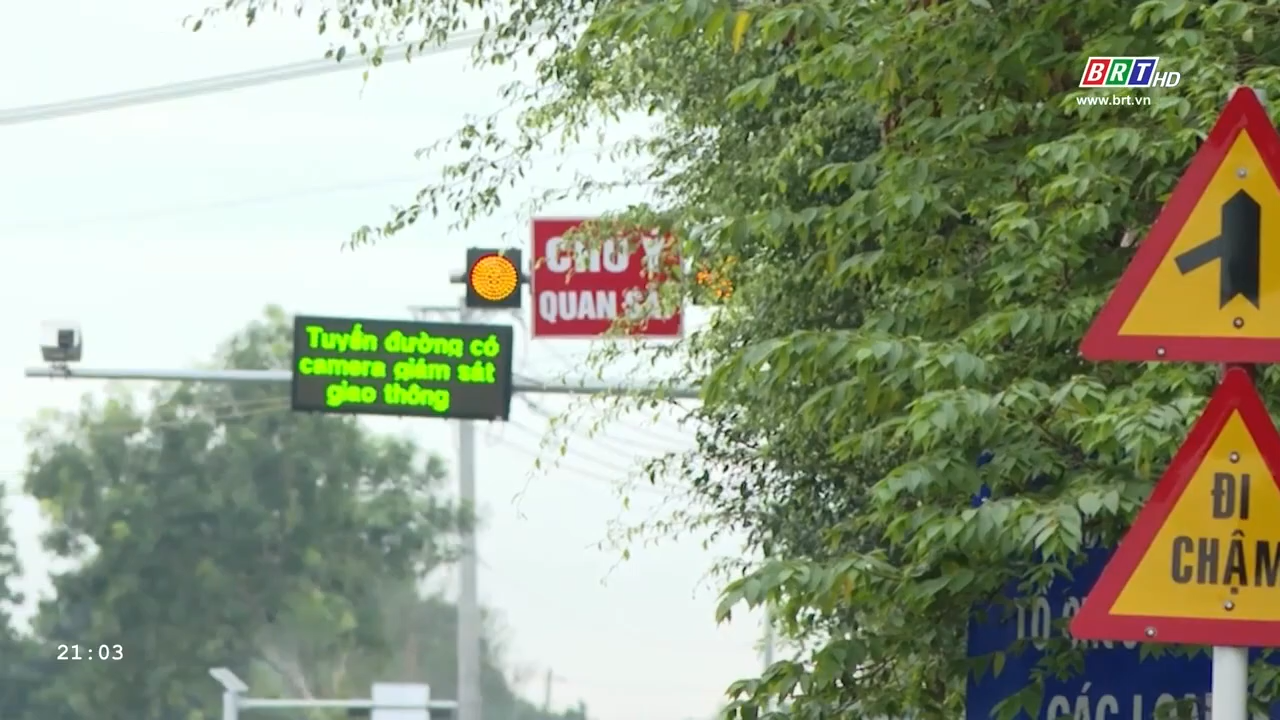 BRT HD
www.brt.vn
CHÚ Ý
QUAN
Tuyến đường có
camera giám sát
giao thông
ĐI
CHẬM
21:03
CÁC